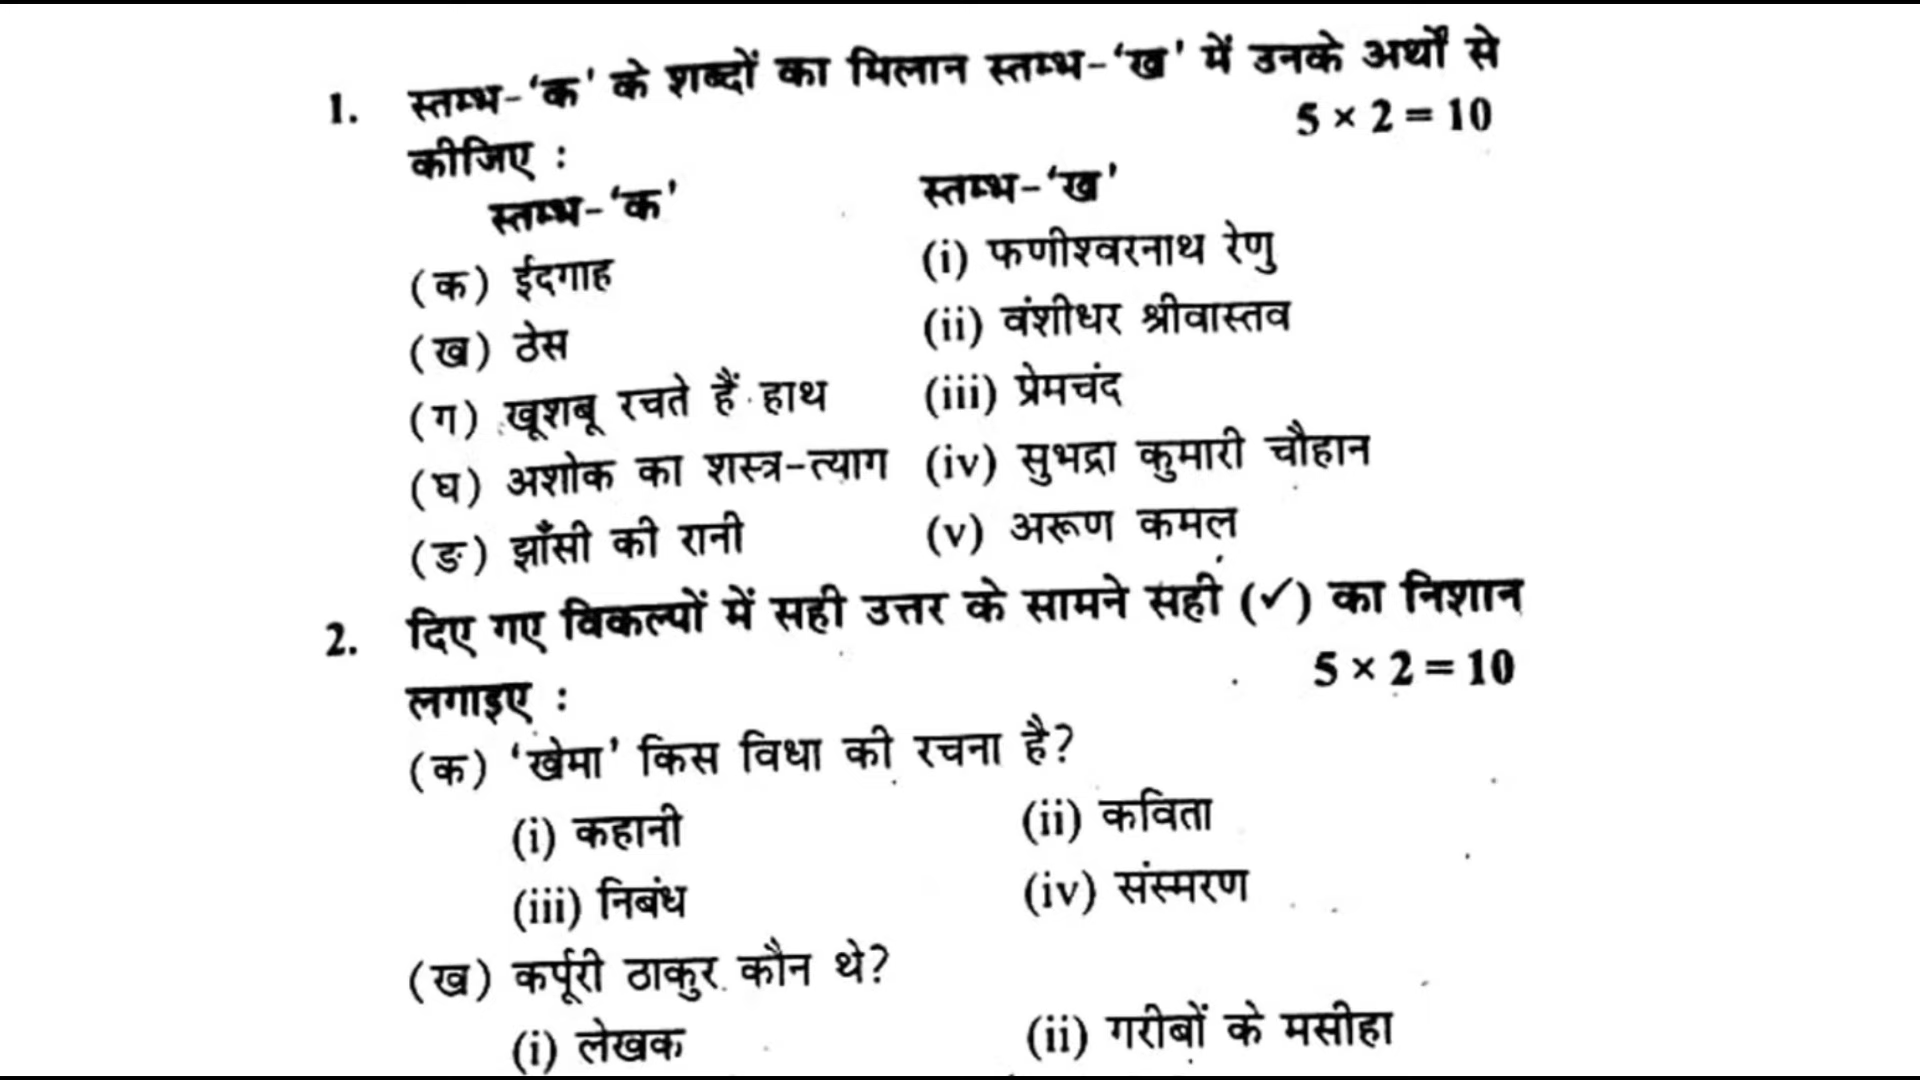 1. स्तम्भ-'क' के शब्दों का मिलान स्तम्भ-'ख' में उनके अर्थों से
कीजिए : 5 × 2 = 10
स्तम्भ-'क' स्तम्भ-'ख'
(क) ईदगाह (i) फणीश्वरनाथ रेणु
(ख) ठेस (ii) वंशीधर श्रीवास्तव
(ग) खूशबू रचते हैं हाथ (iii) प्रेमचंद
(घ) अशोक का शस्त्र-त्याग (iv) सुभद्रा कुमारी चौहान
(ङ) झाँसी की रानी (v) अरूण कमल
2. दिए गए विकल्पों में सही उत्तर के सामने सही (✓) का निशान
लगाइए : 5 × 2 = 10
(क) 'खेमा' किस विधा की रचना है?
(i) कहानी (ii) कविता
(iii) निबंध (iv) संस्मरण
(ख) कर्पूरी ठाकुर कौन थे?
(i) लेखक (ii) गरीबों के मसीहा